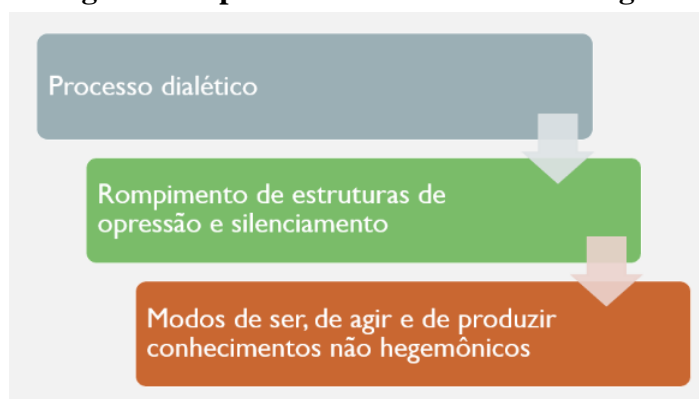 Processo dialético
Rompimento de estruturas de
opressão e silenciamento
Modos de ser, de agir e de produzir
conhecimentos não hegemônicos